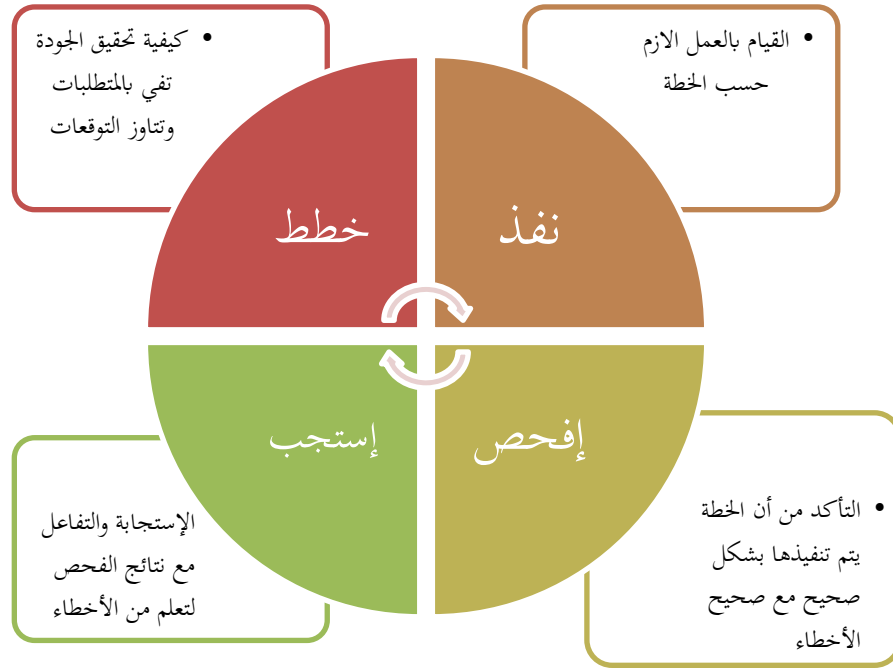 • كيفية تحقيق الجودة
تفي بالمتطلبات
وتتاوز التوقعات
• القيام بالعمل الازم
حسب الخطة
خطط
نفذ
إستجب
إفحص
الإستجابة والتفاعل
مع نتائج الفحص
لتعلم من الأخطاء
• التأكد من أن الخطة
يتم تنفيذها بشكل
صحيح مع صحيح
الأخطاء